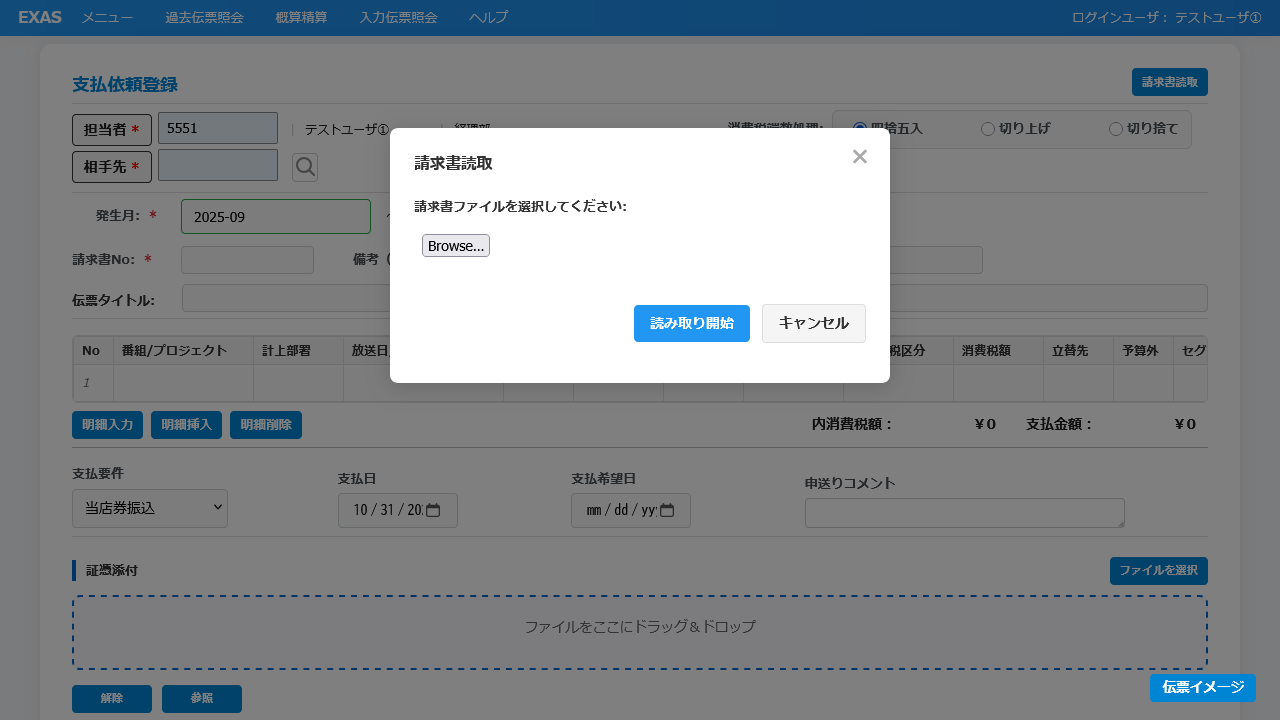 EXAS メニュー 過去伝票照会 概算精算 入力伝票照会 ヘルプ ログインユーザ： テストユーザ①
支払依頼登録 請求書読取
担当者 * 5551 テストユーザ① 経理部 消費税端数処理: 四捨五入 切り上げ 切り捨て
相手先 *
請求書読取 ×
請求書ファイルを選択してください:
Browse...
読み取り開始 キャンセル
発生月: * 2025-09 ~
請求書No: * 備考（
伝票タイトル:
No 番組/プロジェクト 計上部署 放送日 税区分 消費税額 立替先 予算外 セグ
1
明細入力 明細挿入 明細削除 内消費税額： ￥0 支払金額： ￥0
支払要件 支払日 支払希望日 申送りコメント
当店券振込 10 / 31 / 20 mm / dd / yy
証憑添付 ファイルを選択
ファイルをここにドラッグ＆ドロップ
解除 参照 伝票イメージ